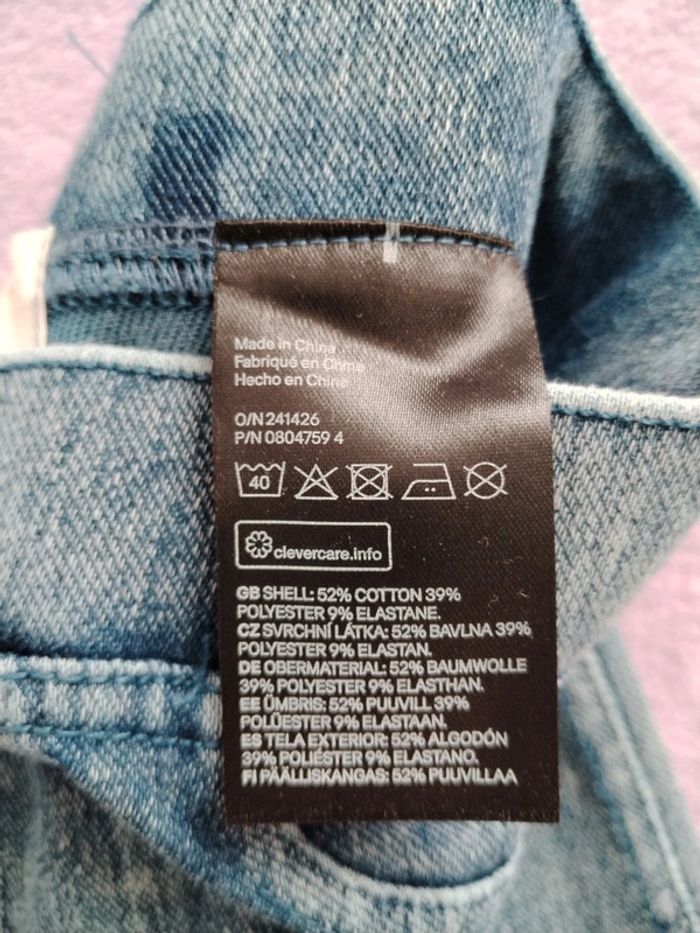 Made in China
Fabriqué en Chine
Hecho en China
O/N 241426
P/N 0804759 4
40
clevercare.info
GB SHELL: 52% COTTON 39%
POLYESTER 9% ELASTANE.
CZ SVRCHNÍ LÁTKA: 52% BAVLNA 39%
POLYESTER 9% ELASTAN.
DE OBERMATERIAL: 52% BAUMWOLLE
39% POLYESTER 9% ELASTHAN.
EE ÜMBRIS: 52% PUUVILL 39%
POLÜESTER 9% ELASTAAN.
ES TELA EXTERIOR: 52% ALGODÓN
39% POLIÉSTER 9% ELASTANO.
FI PÄÄLLISKANGAS: 52% PUUVILLAA